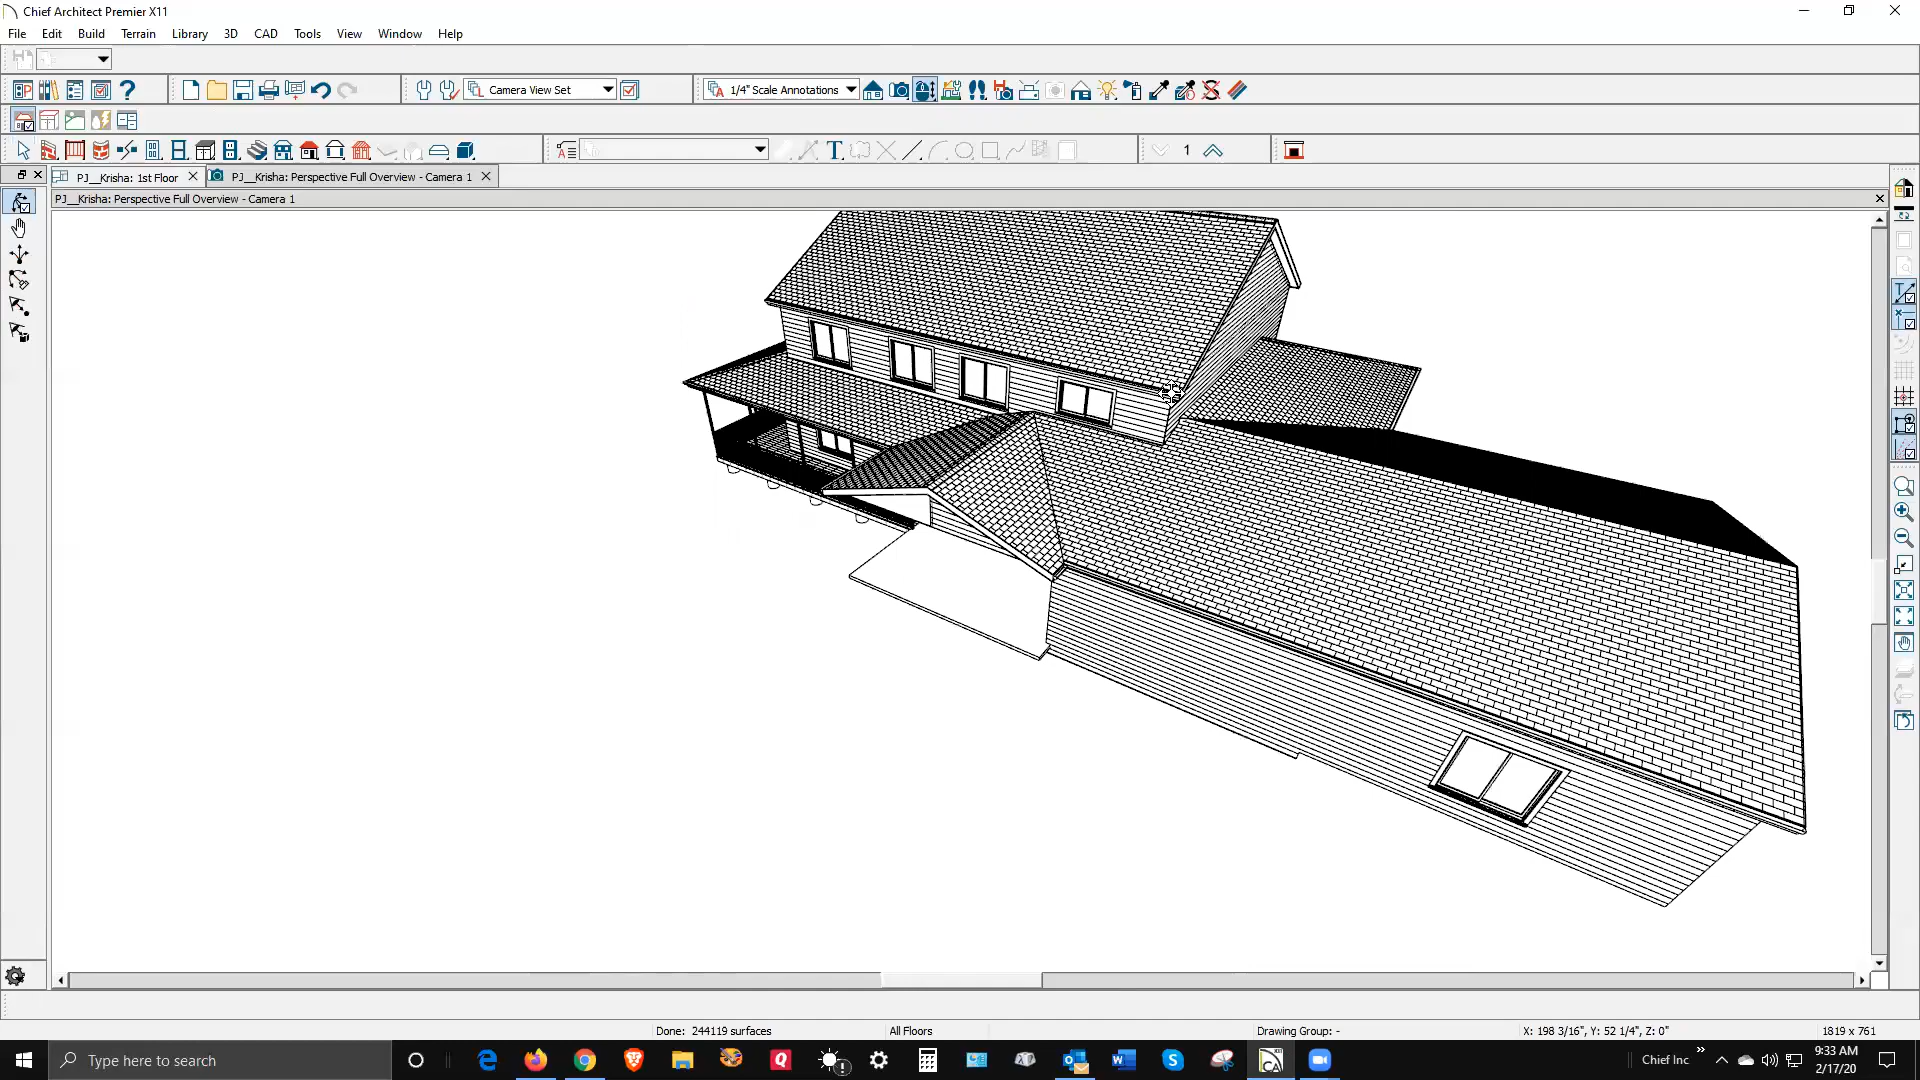 Chief Architect Premier X11
File Edit Build Terrain Library 3D CAD Tools View Window Help
Camera View Set
1/4" Scale Annotations
1
PJ__Krisha: 1st Floor
PJ__Krisha: Perspective Full Overview - Camera 1
PJ__Krisha: Perspective Full Overview - Camera 1
Done: 244119 surfaces
All Floors
Drawing Group: -
X: 198 3/16", Y: 52 1/4", Z: 0"
1819 x 761
Type here to search
Chief Inc
9:33 AM
2/17/20